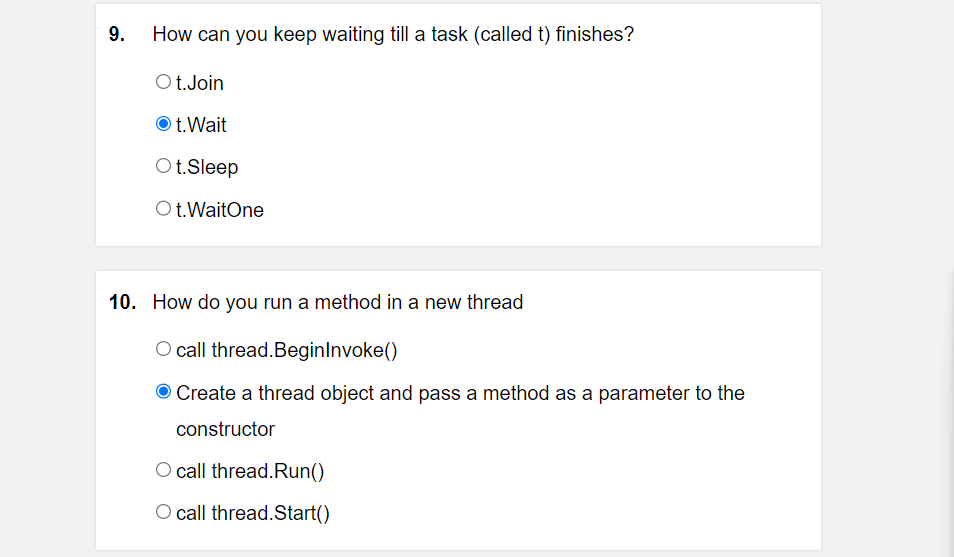 9. How can you keep waiting till a task (called t) finishes?
t.Join
t.Wait
t.Sleep
t.WaitOne
10. How do you run a method in a new thread
call thread.BeginInvoke()
Create a thread object and pass a method as a parameter to the
constructor
call thread.Run()
call thread.Start()